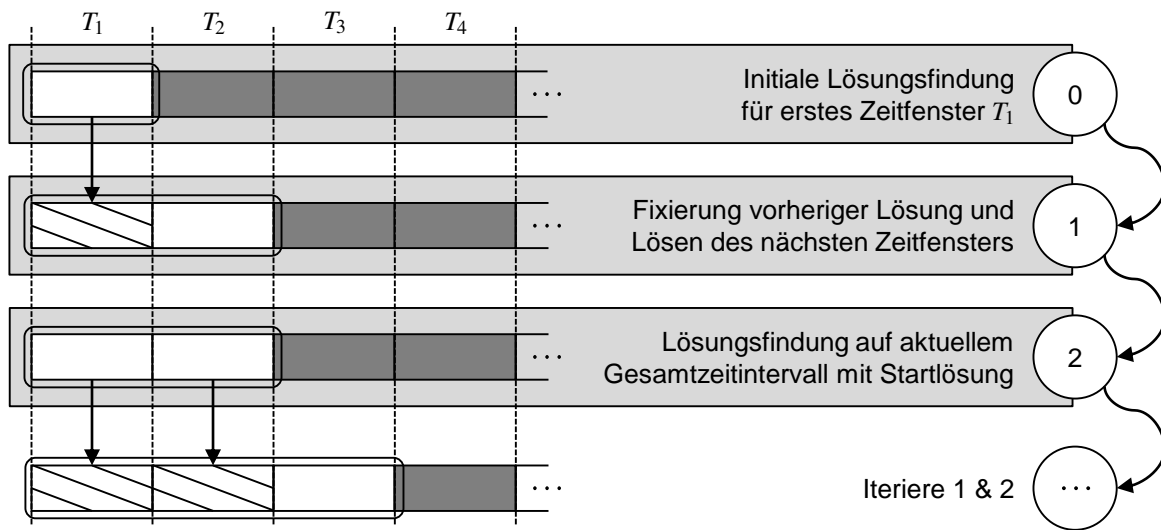 T1 T2 T3 T4
... Initiale Lösungsfindung 0
für erstes Zeitfenster T1
... Fixierung vorheriger Lösung und 1
Lösen des nächsten Zeitfensters
... Lösungsfindung auf aktuellem 2
Gesamtzeitintervall mit Startlösung
... Iteriere 1 & 2 ...